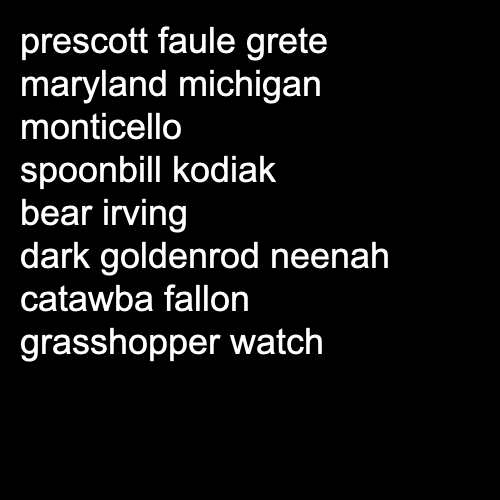 prescott faule grete
maryland michigan
monticello
spoonbill kodiak
bear irving
dark goldenrod neenah
catawba fallon
grasshopper watch